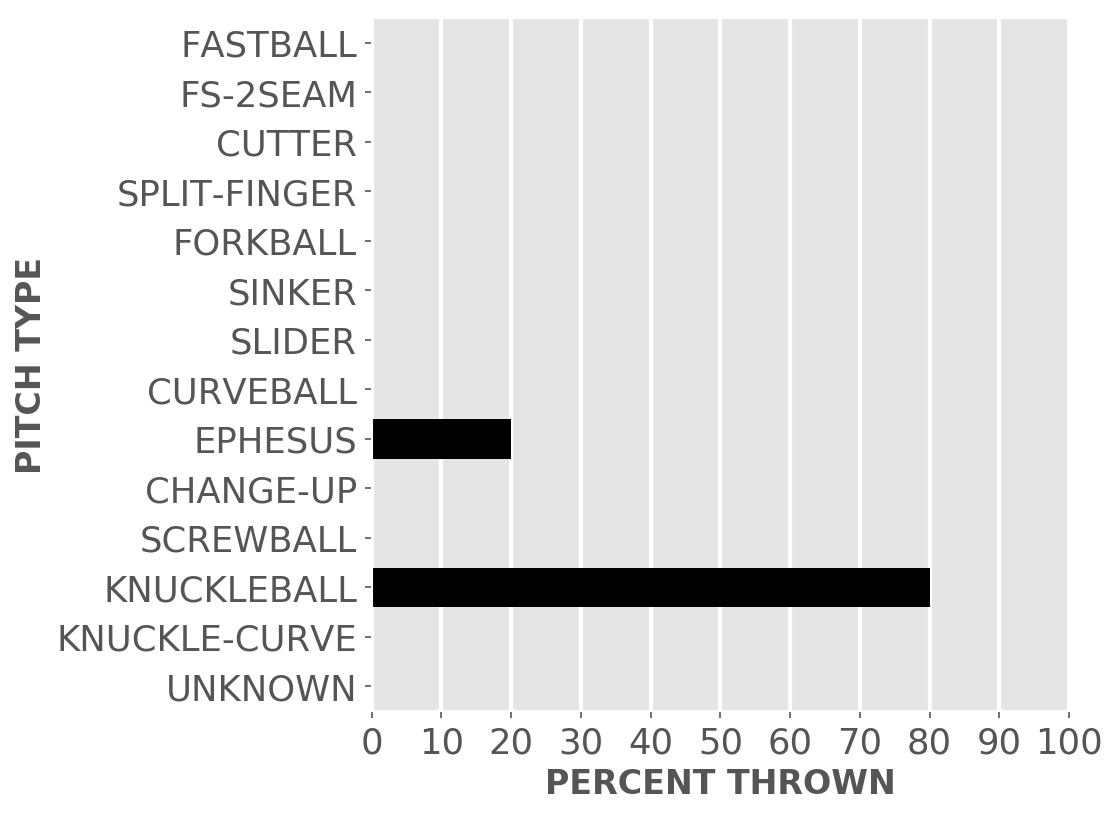 PITCH TYPE
FASTBALL
FS-2SEAM
CUTTER
SPLIT-FINGER
FORKBALL
SINKER
SLIDER
CURVEBALL
EPHESUS
CHANGE-UP
SCREWBALL
KNUCKLEBALL
KNUCKLE-CURVE
UNKNOWN
0 10 20 30 40 50 60 70 80 90 100
PERCENT THROWN